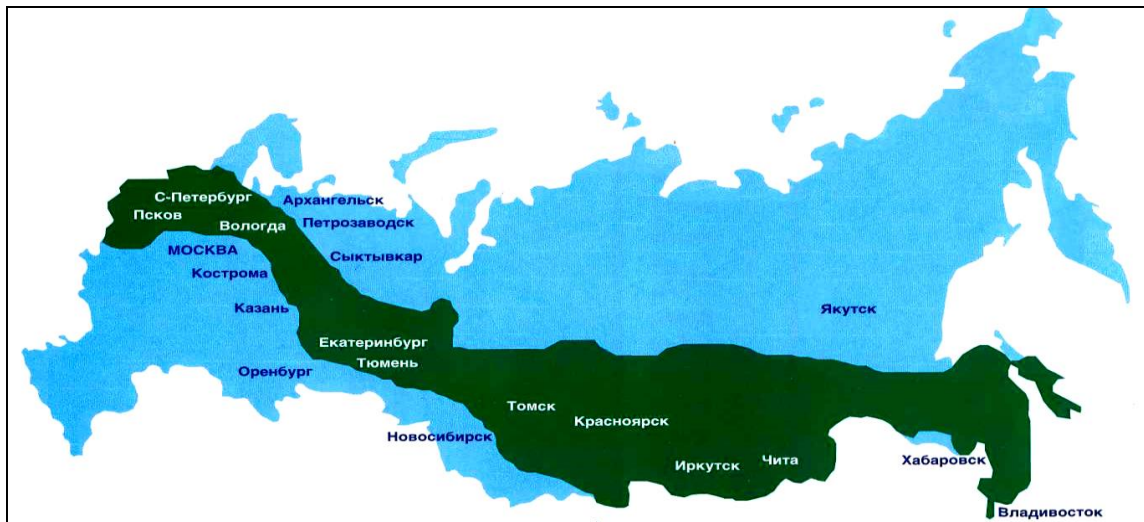 С-Петербург
Архангельск
Псков
Вологда
Петрозаводск
МОСКВА
Сыктывкар
Кострома
Казань
Якутск
Екатеринбург
Тюмень
Оренбург
Томск
Красноярск
Новосибирск
Иркутск
Чита
Хабаровск
Владивосток